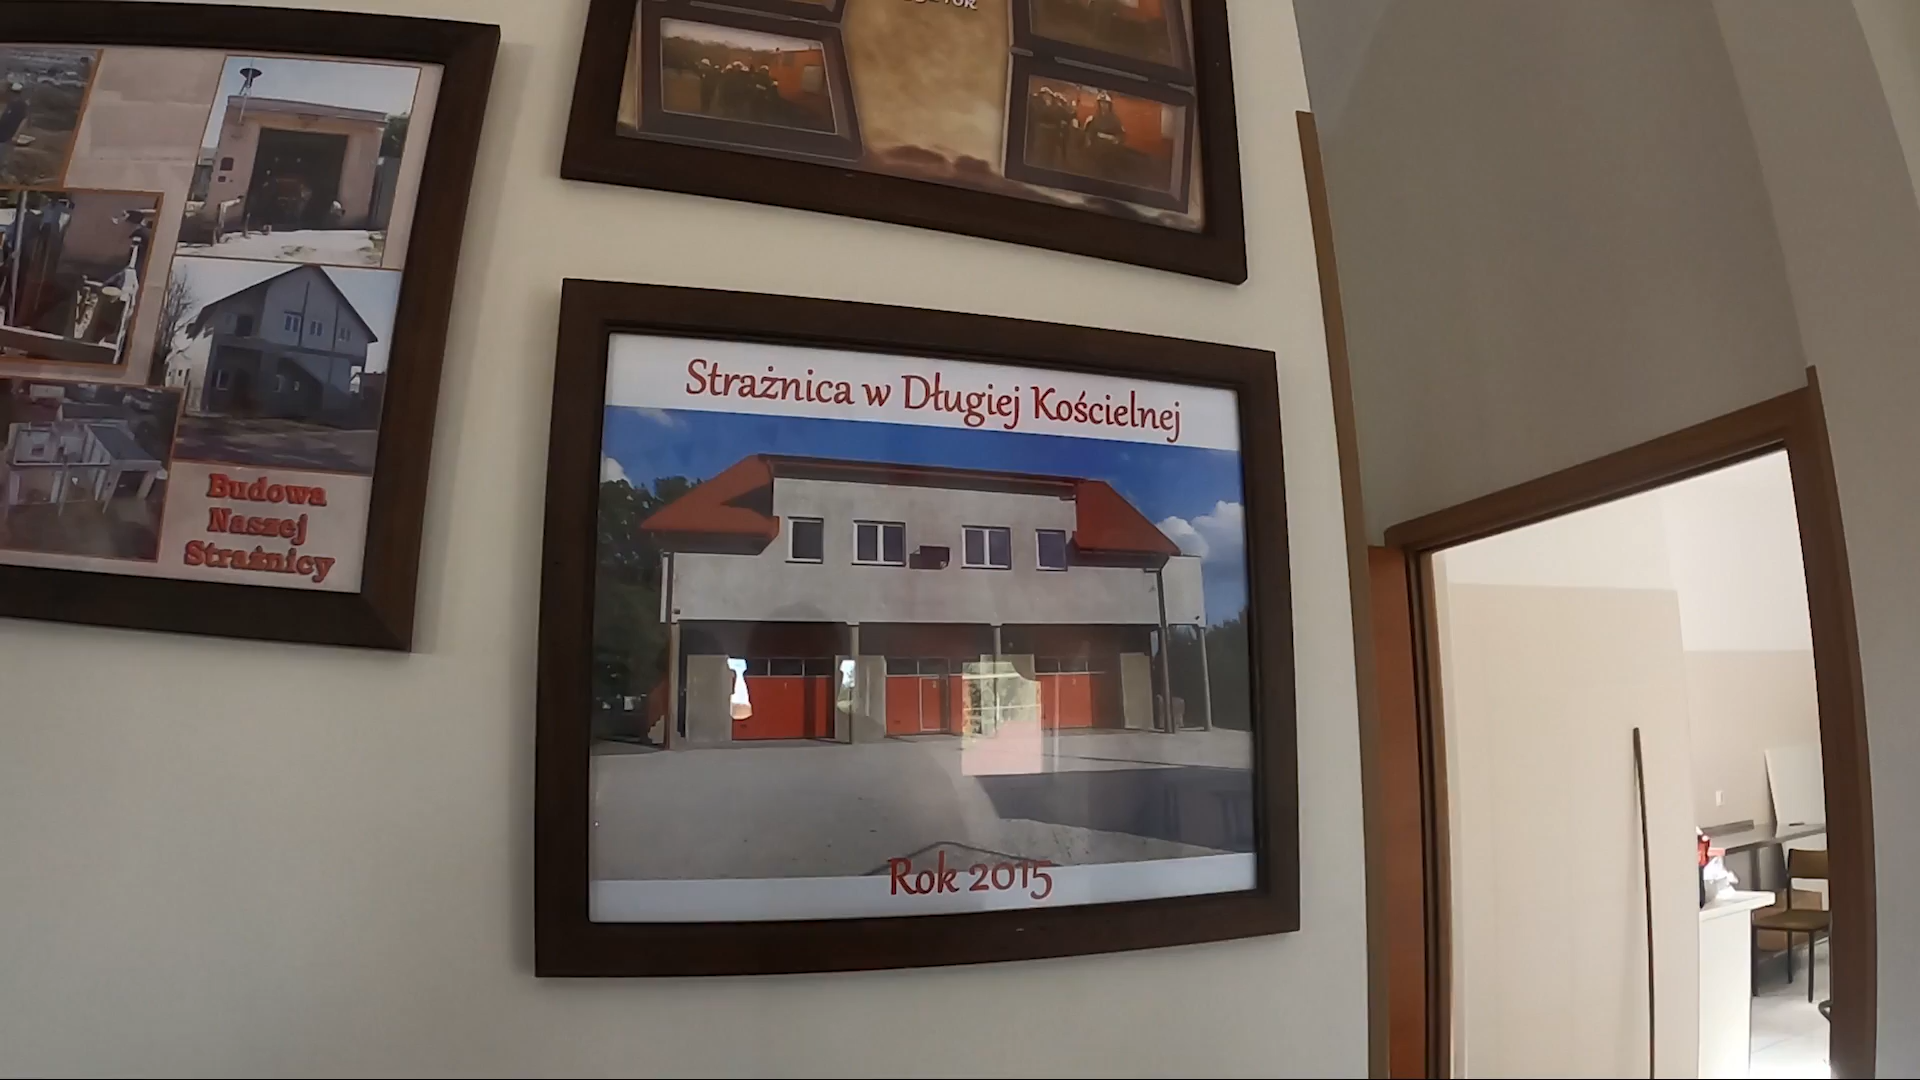 Strażnica w Długiej Kościelnej
Rok 2015
Budowa
Naszej
Strażnicy